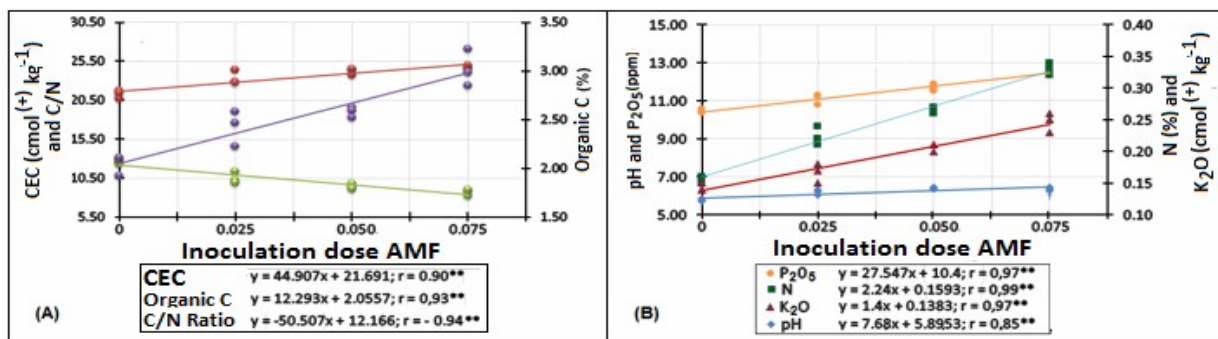 CEC (cmol(+) kg-1)
and C/N
30.50
25.50
20.50
15.50
10.50
5.50
3.50
3.00
2.50
2.00
1.50
Organic C (%)
0 0.025 0.050 0.075
Inoculation dose AMF
CEC y = 44.907x + 21.691; r = 0.90**
Organic C y = 12.293x + 2.0557; r = 0,93**
C/N Ratio y = -50.507x + 12.166; r = - 0.94**
(A)
pH and P2O5(ppm)
15.00
13.00
11.00
9.00
7.00
5.00
0.40
0.35
0.30
0.25
0.20
0.15
0.10
N (%) and
K2O(cmol(+) kg-1)
0 0.025 0.050 0.075
Inoculation dose AMF
P2O5 y = 27.547x + 10.4; r = 0,97**
N y = 2.24x + 0.1593; r = 0,99**
K2O y = 1.4x + 0.1383; r = 0,97**
pH y = 7.68x + 5.8953; r = 0,85**
(B)